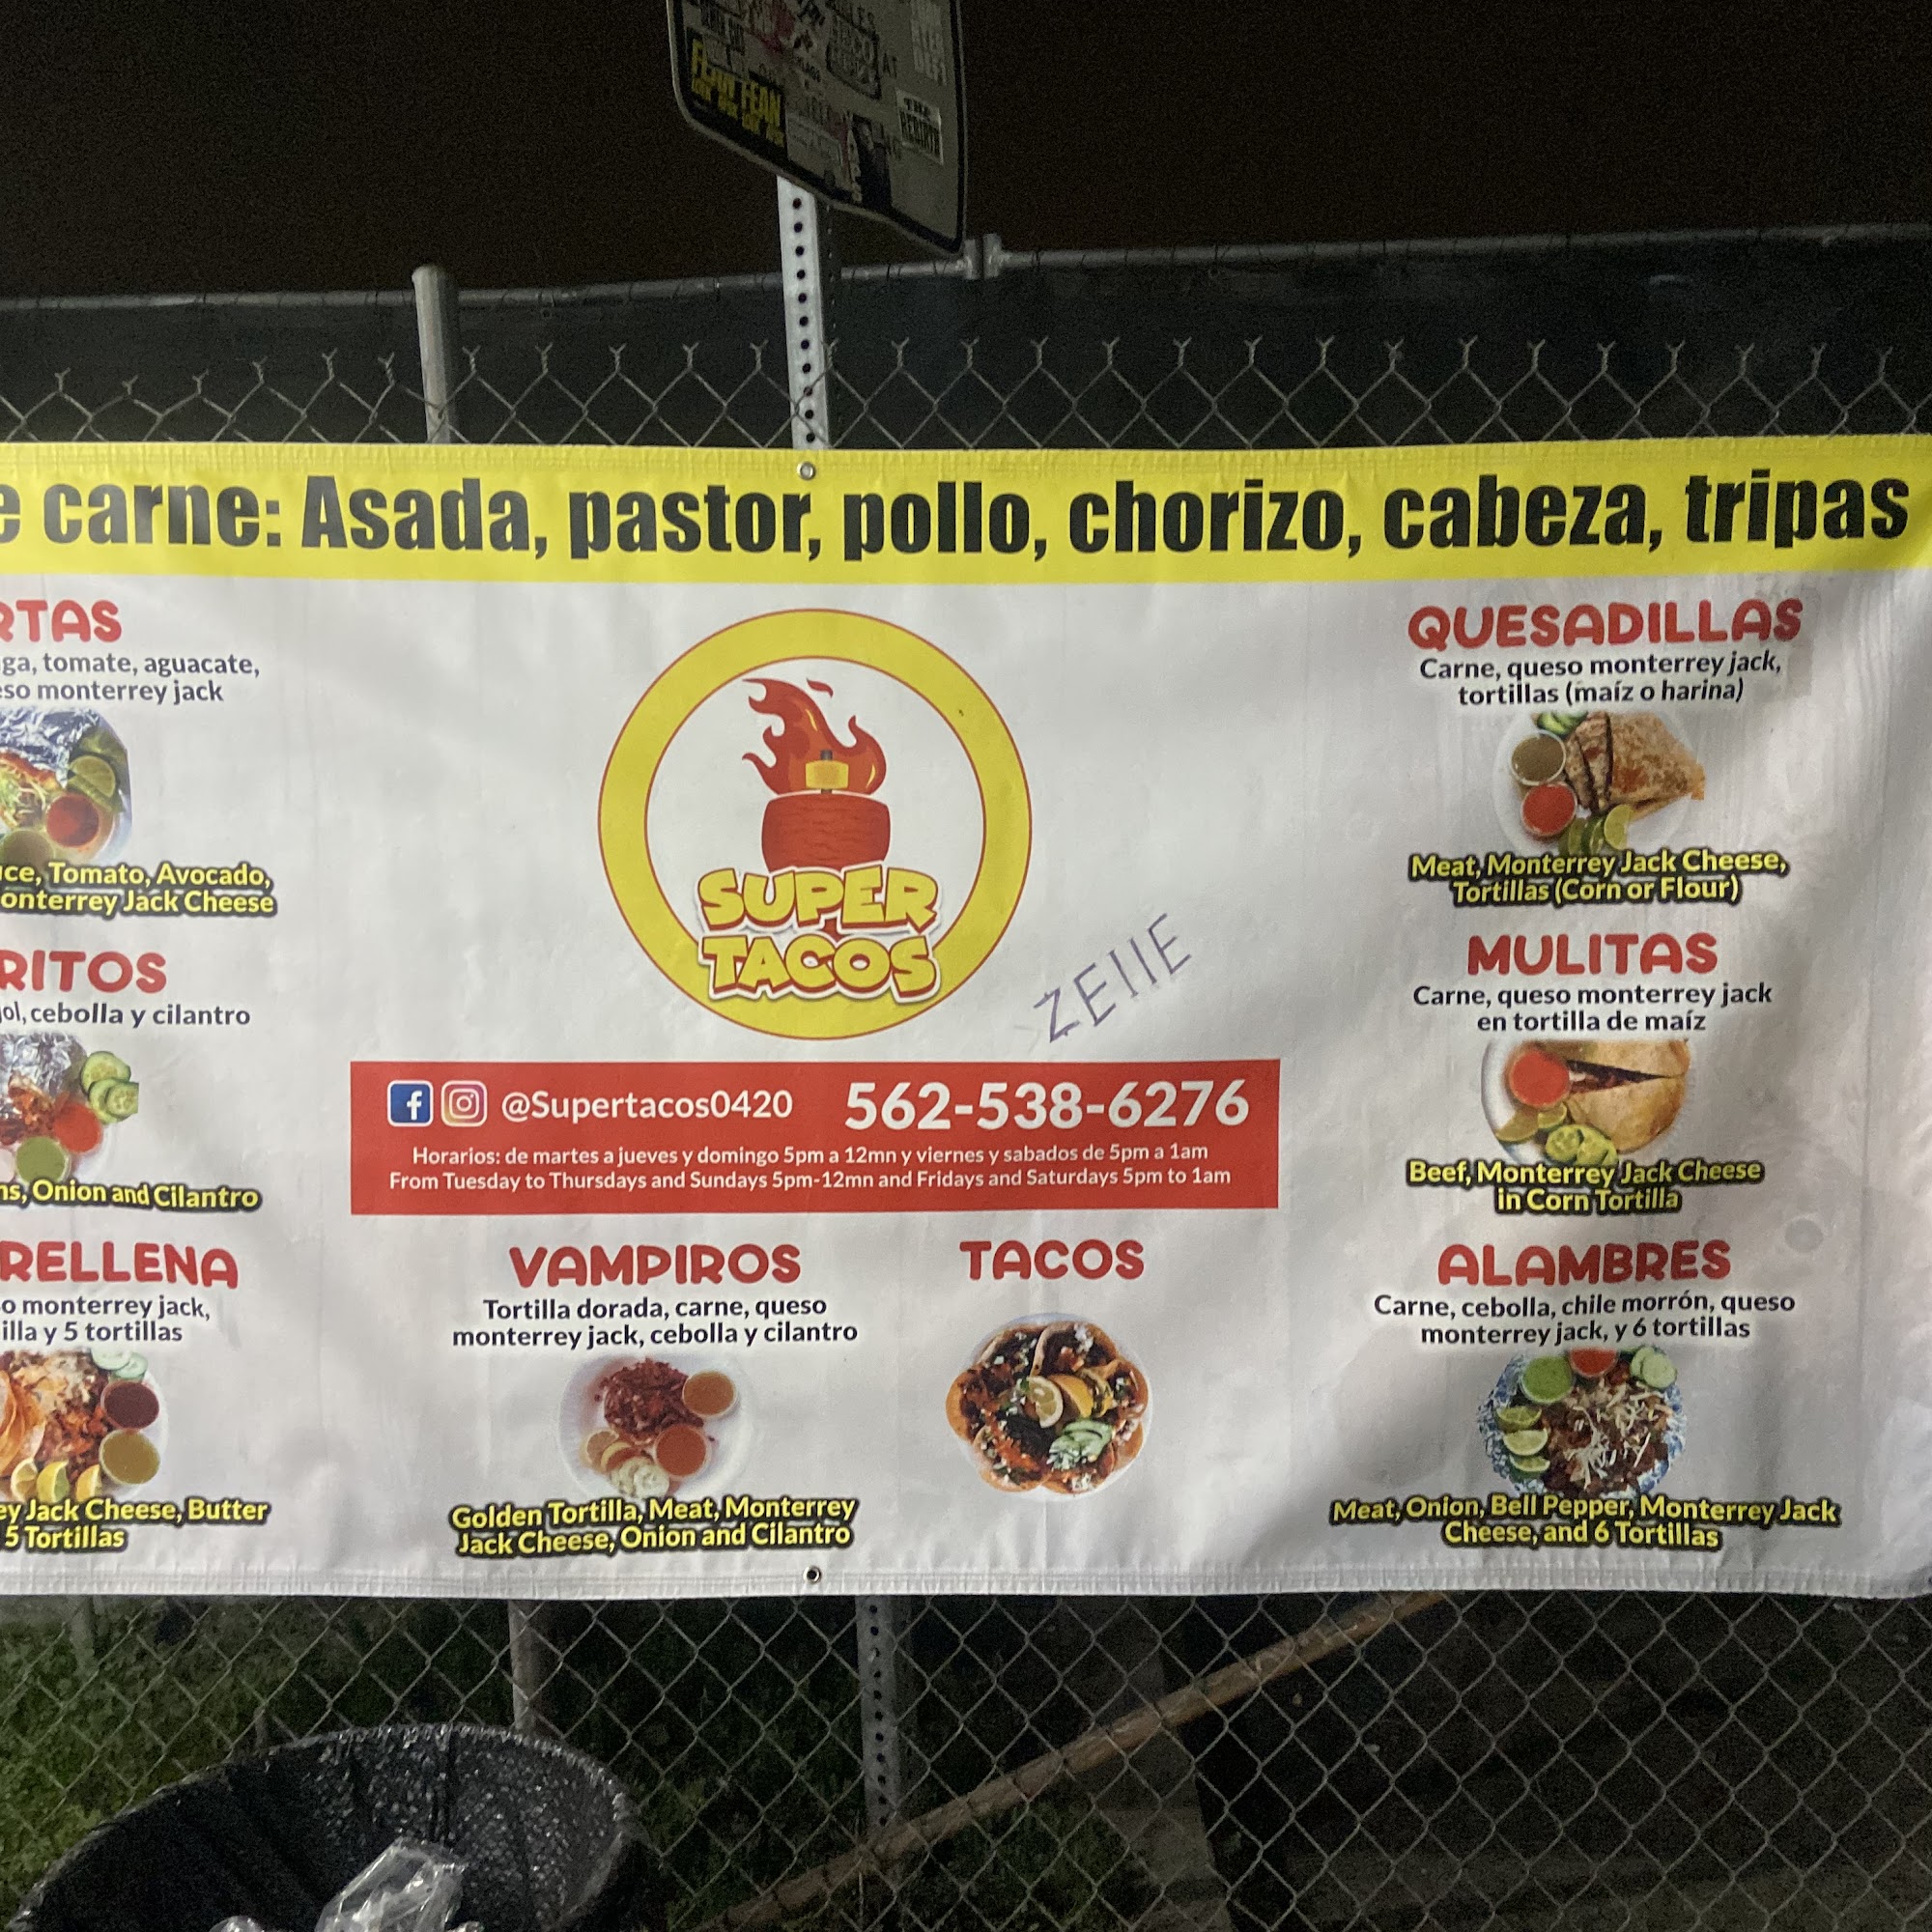 FEAN
THE
REBIRTH
e carne: Asada, pastor, pollo, chorizo, cabeza, tripas
RTAS
ga, tomate, aguacate,
eso monterrey jack
ce, Tomato, Avocado,
onterrey Jack Cheese
RITOS
ol, cebolla y cilantro
ns, Onion and Cilantro
RELLENA
o monterrey jack,
illa y 5 tortillas
ey Jack Cheese, Butter
5 Tortillas
SUPER
TACOS
ZEllE
@Supertacos0420 562-538-6276
Horarios: de martes a jueves y domingo 5pm a 12mn y viernes y sabados de 5pm a 1am
From Tuesday to Thursdays and Sundays 5pm-12mn and Fridays and Saturdays 5pm to 1am
VAMPIROS
Tortilla dorada, carne, queso
monterrey jack, cebolla y cilantro
Golden Tortilla, Meat, Monterrey
Jack Cheese, Onion and Cilantro
TACOS
QUESADILLAS
Carne, queso monterrey jack,
tortillas (maíz o harina)
Meat, Monterrey Jack Cheese,
Tortillas (Corn or Flour)
MULITAS
Carne, queso monterrey jack
en tortilla de maíz
Beef, Monterrey Jack Cheese
in Corn Tortilla
ALAMBRES
Carne, cebolla, chile morrón, queso
monterrey jack, y 6 tortillas
Meat, Onion, Bell Pepper, Monterrey Jack
Cheese, and 6 Tortillas